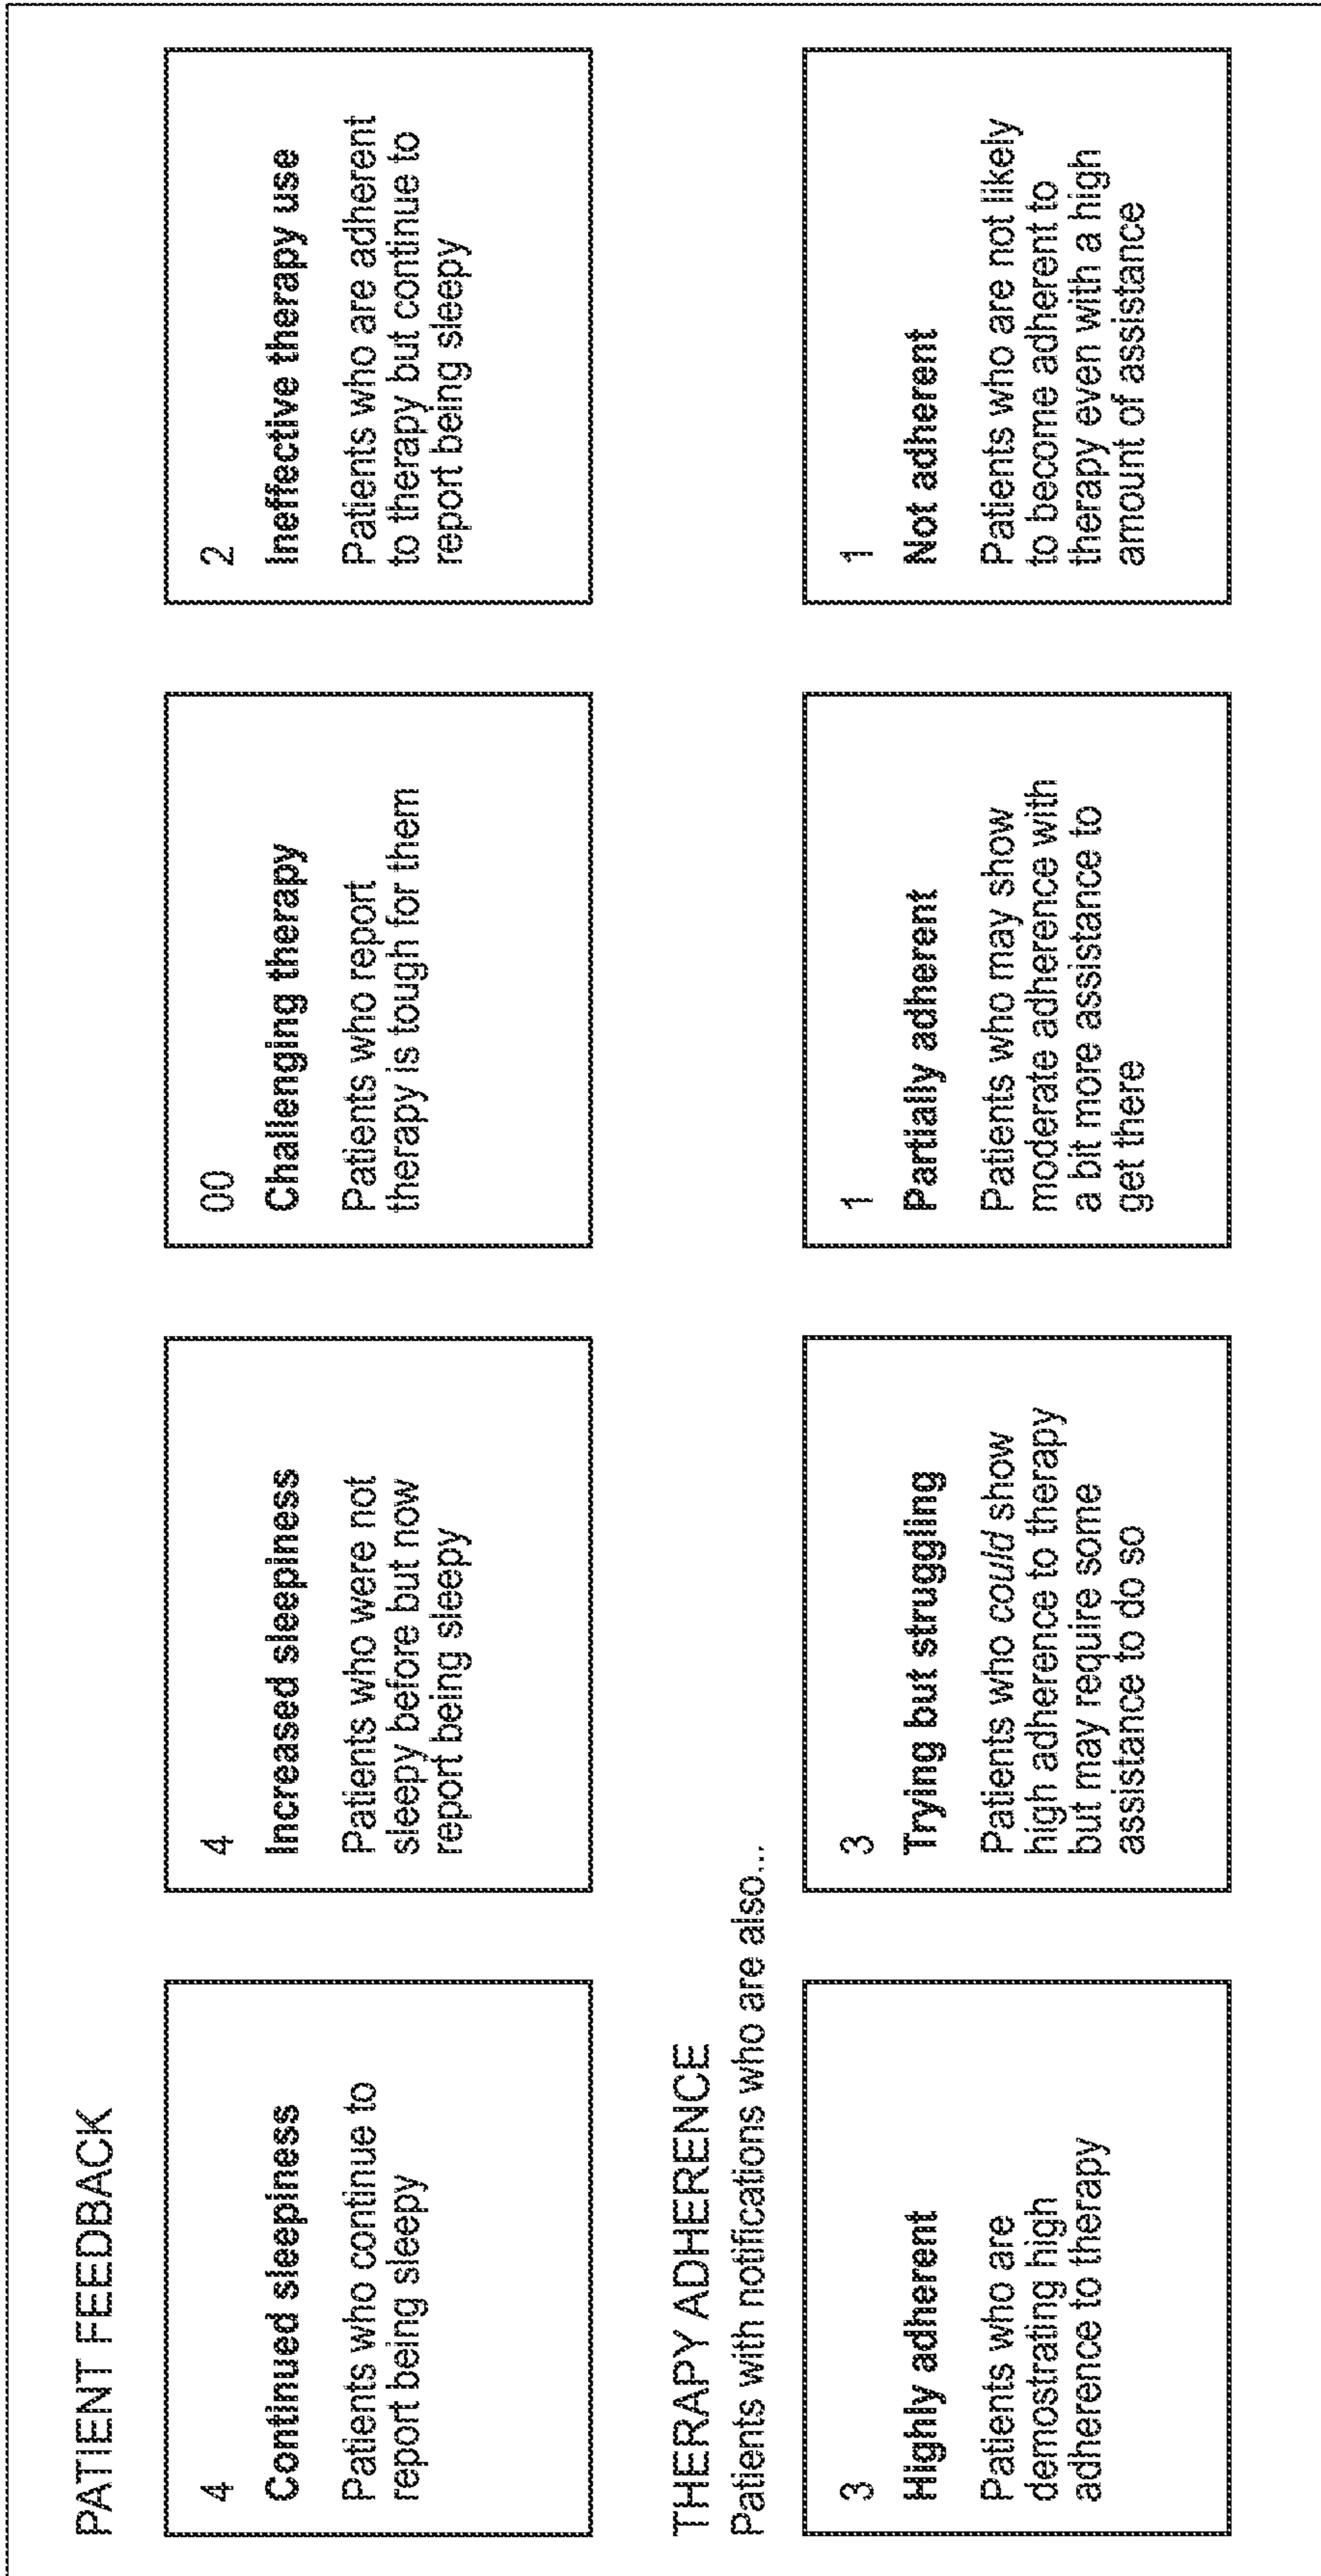 PATIENT FEEDBACK
4
Continued sleepiness
Patients who continue to
report being sleepy
4
Increased sleepiness
Patients who were not
sleepy before but now
report being sleepy
00
Challenging therapy
Patients who report
therapy is tough for them
2
Ineffective therapy use
Patients who are adherent
to therapy but continue to
report being sleepy
THERAPY ADHERENCE
Patients with notifications who are also...
3
Highly adherent
Patients who are
demostrating high
adherence to therapy
3
Trying but struggling
Patients who could show
high adherence to therapy
but may require some
assistance to do so
1
Partially adherent
Patients who may show
moderate adherence with
a bit more assistance to
get there
1
Not adherent
Patients who are not likely
to become adherent to
therapy even with a high
amount of assistance